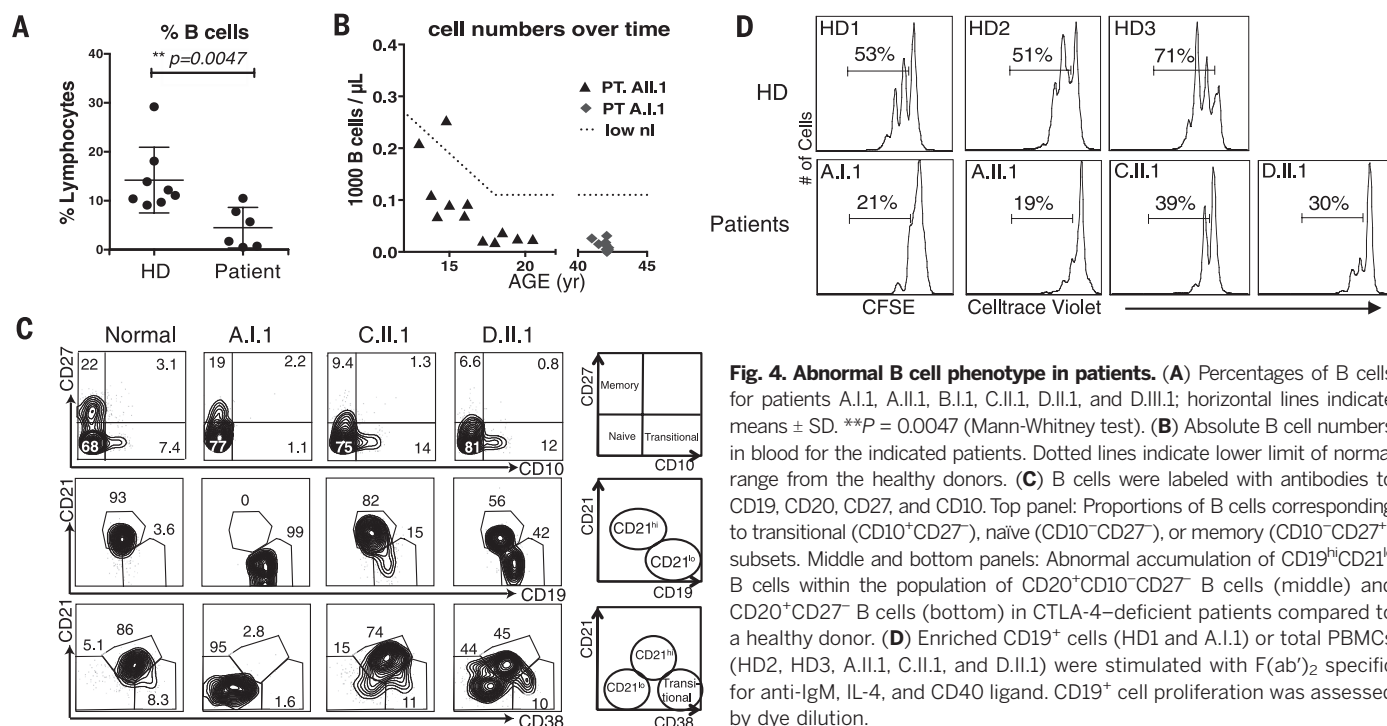 A
% B cells
** p=0.0047
% Lymphocytes
40
30
20
10
0
HD Patient
B
cell numbers over time
1000 B cells / µL
0.4
0.3
0.2
0.1
0.0
▲ PT. AII.1
◆ PT A.I.1
······ low nl
15 20 40 45
AGE (yr)
D
# of Cells
HD
HD1 HD2 HD3
53% 51% 71%
Patients
A.I.1 A.II.1 C.II.1 D.II.1
21% 19% 39% 30%
CFSE Celltrace Violet
C
Normal A.I.1 C.II.1 D.II.1
CD27
22 3.1 19 2.2 9.4 1.3 6.6 0.8
68 7.4 77 1.1 75 14 81 12
CD10
CD27
Memory
Naive Transitional
CD10
CD21
93 0 82 56
3.6 99 15 42
CD19
CD21
CD21hi
CD21lo
CD19
CD21
5.1 86 95 2.8 15 74 44 45
8.3 1.6 11 10
CD38
CD21
CD21hi
CD21lo Transi-
tional
CD38
Fig. 4. Abnormal B cell phenotype in patients. (A) Percentages of B cells
for patients A.I.1, A.II.1, B.I.1, C.II.1, D.II.1, and D.III.1; horizontal lines indicate
means ± SD. **P = 0.0047 (Mann-Whitney test). (B) Absolute B cell numbers
in blood for the indicated patients. Dotted lines indicate lower limit of normal
range from the healthy donors. (C) B cells were labeled with antibodies to
CD19, CD20, CD27, and CD10. Top panel: Proportions of B cells corresponding
to transitional (CD10+CD27−), naïve (CD10−CD27−), or memory (CD10−CD27+
subsets. Middle and bottom panels: Abnormal accumulation of CD19hiCD21l
B cells within the population of CD20+CD10−CD27− B cells (middle) and
CD20+CD27− B cells (bottom) in CTLA-4–deficient patients compared to
a healthy donor. (D) Enriched CD19+ cells (HD1 and A.I.1) or total PBMCs
(HD2, HD3, A.II.1, C.II.1, and D.II.1) were stimulated with F(ab′)2 specific
for anti-IgM, IL-4, and CD40 ligand. CD19+ cell proliferation was assessed
by dye dilution.